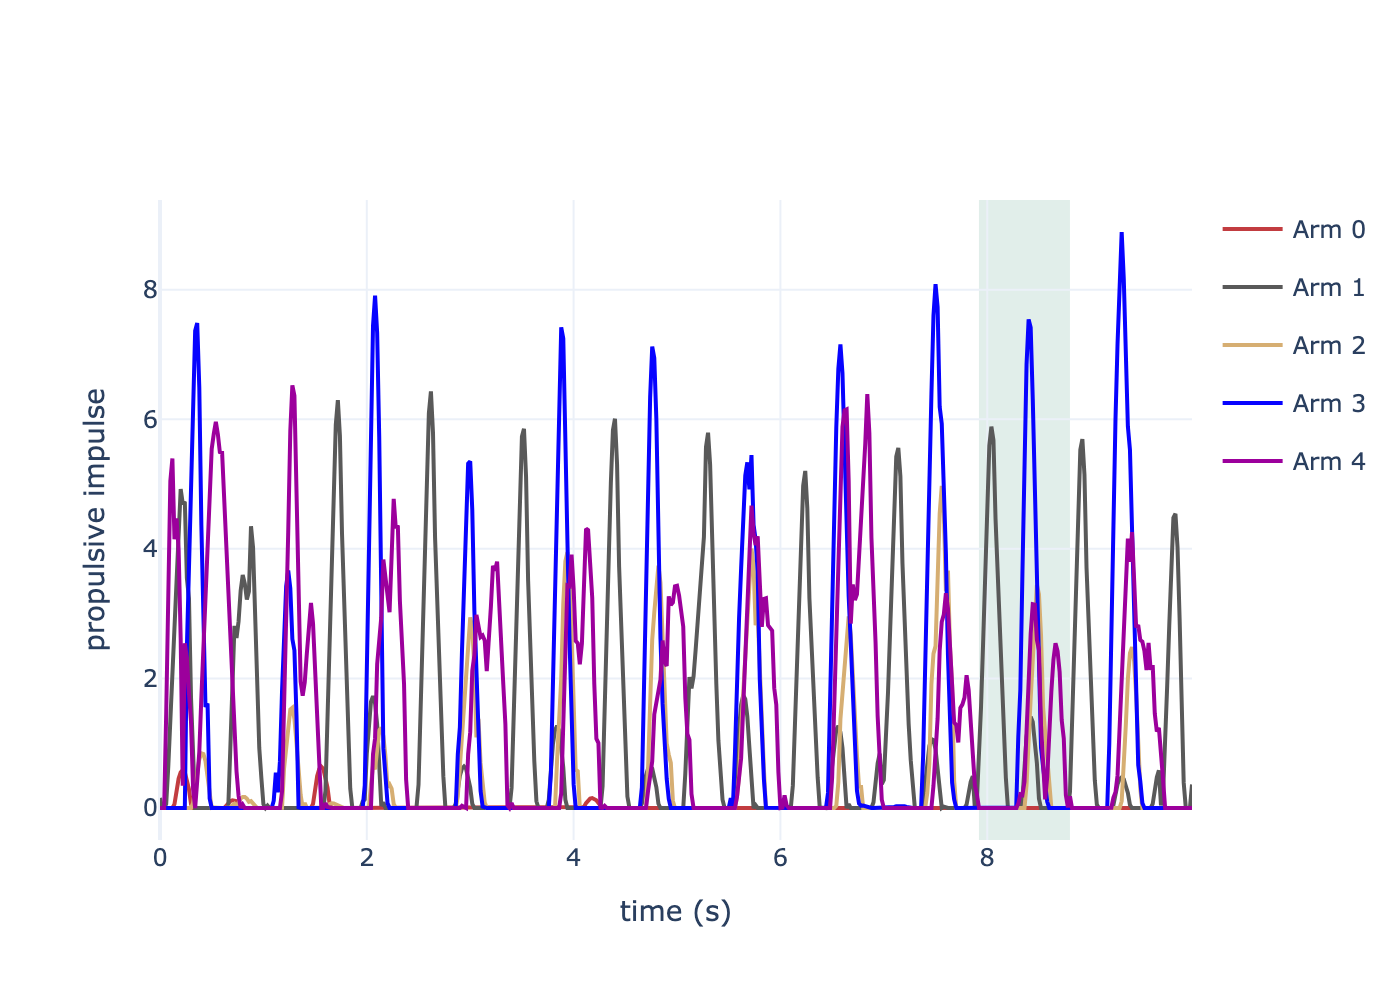 propulsive impulse
8
6
4
2
0
0 2 4 6 8
time (s)
Arm 0
Arm 1
Arm 2
Arm 3
Arm 4